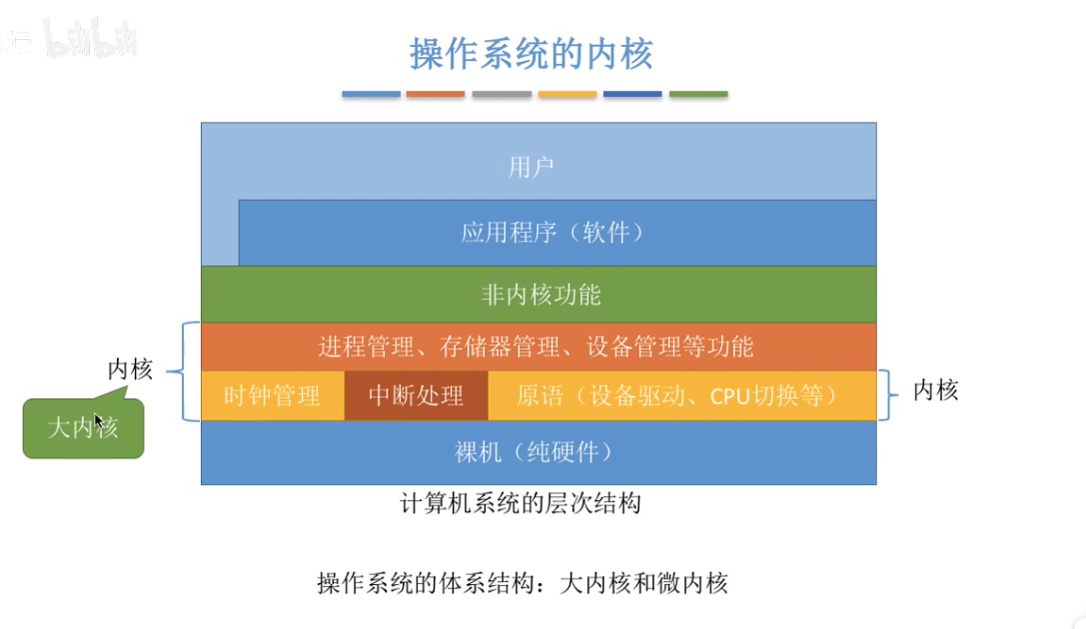 bilibili
操作系统的内核
用户
应用程序（软件）
非内核功能
进程管理、存储器管理、设备管理等功能
内核
时钟管理
中断处理
原语（设备驱动、CPU切换等）
内核
大内核
裸机（纯硬件）
计算机系统的层次结构
操作系统的体系结构：大内核和微内核